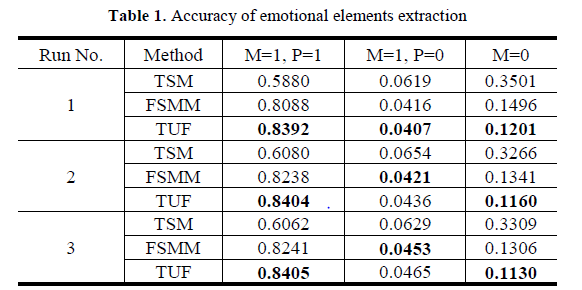 Table 1. Accuracy of emotional elements extraction
Run No. Method M=1, P=1 M=1, P=0 M=0
TSM 0.5880 0.0619 0.3501
1 FSMM 0.8088 0.0416 0.1496
TUF 0.8392 0.0407 0.1201
TSM 0.6080 0.0654 0.3266
2 FSMM 0.8238 0.0421 0.1341
TUF 0.8404 0.0436 0.1160
TSM 0.6062 0.0629 0.3309
3 FSMM 0.8241 0.0453 0.1306
TUF 0.8405 0.0465 0.1130